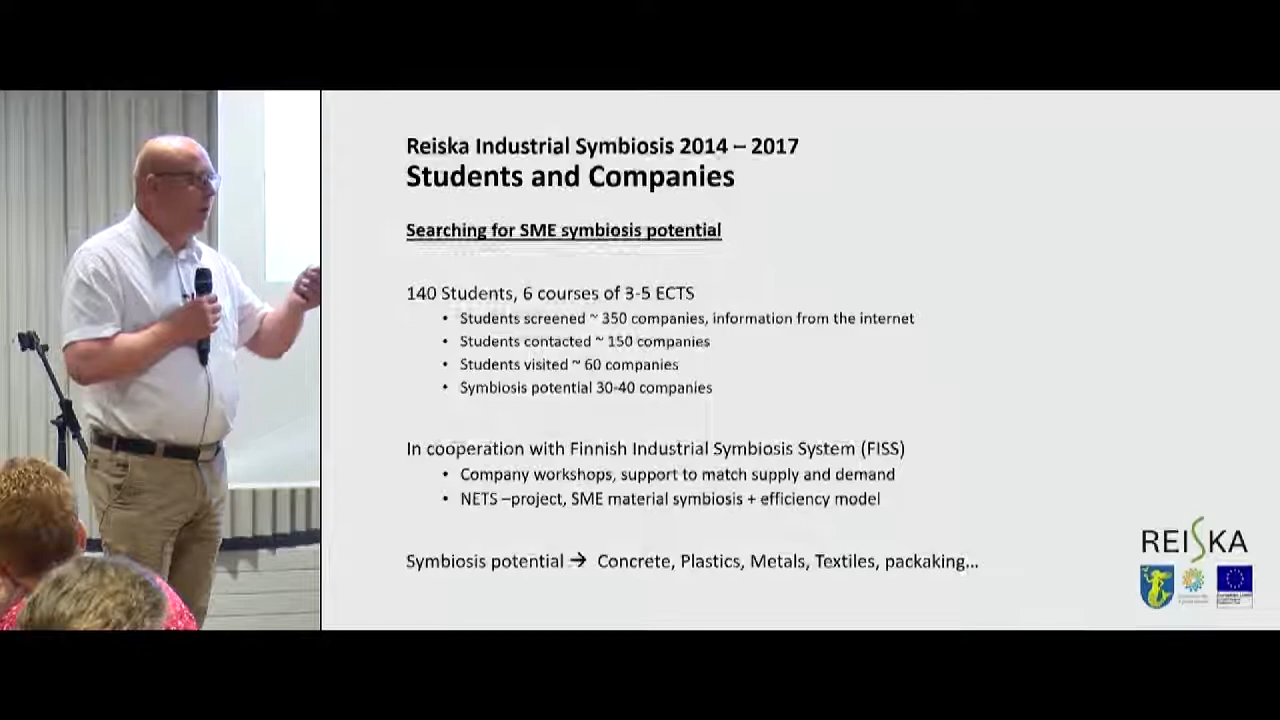 Reiska Industrial Symbiosis 2014 – 2017
Students and Companies
Searching for SME symbiosis potential
140 Students, 6 courses of 3-5 ECTS
• Students screened ~ 350 companies, information from the internet
• Students contacted ~ 150 companies
• Students visited ~ 60 companies
• Symbiosis potential 30-40 companies
In cooperation with Finnish Industrial Symbiosis System (FISS)
• Company workshops, support to match supply and demand
• NETS –project, SME material symbiosis + efficiency model
Symbiosis potential → Concrete, Plastics, Metals, Textiles, packaking...
REISKA